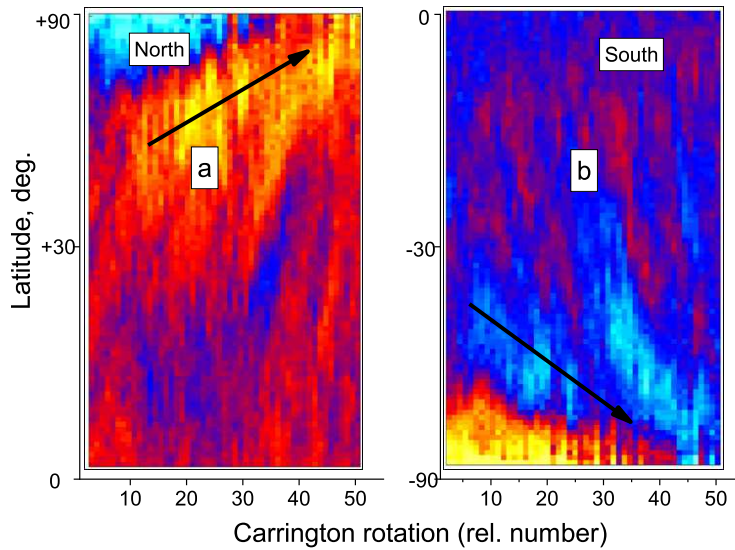 +90
North
a
+30
0
Latitude, deg.
10 20 30 40 50
0
South
b
-30
-90
10 20 30 40 50
Carrington rotation (rel. number)